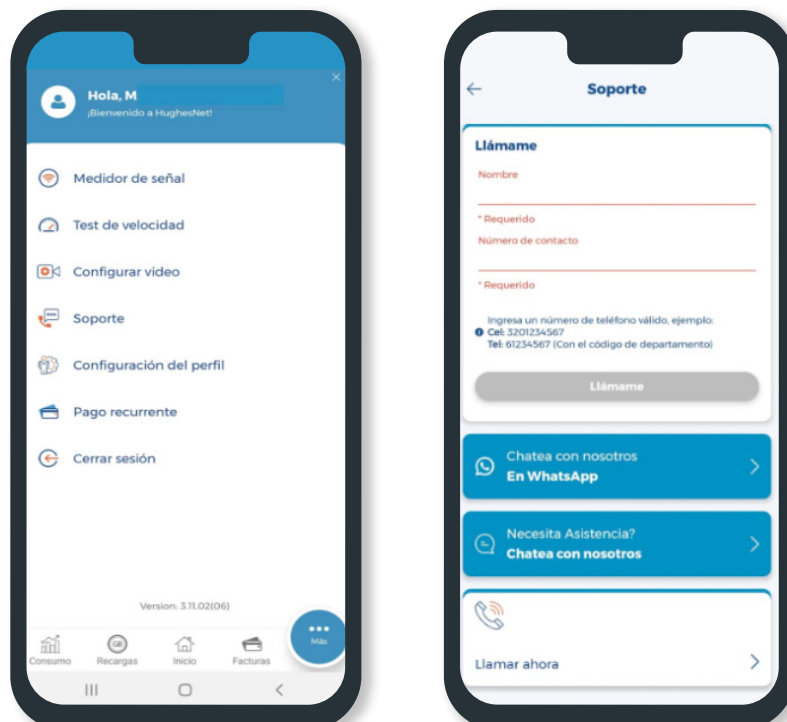 Hola, M
¡Bienvenido a HughesNet!
Medidor de señal
Test de velocidad
Configurar video
Soporte
Configuración del perfil
Pago recurrente
Cerrar sesión
Version: 3.11.02(06)
Consumo
GB
Recargas
Inicio
Facturas
Más
Soporte
Llámame
Nombre
* Requerido
Número de contacto
* Requerido
Ingresa un número de teléfono válido, ejemplo:
Cel: 3201234567
Tel: 61234567 (Con el código de departamento)
Llámame
Chatea con nosotros
En WhatsApp
Necesita Asistencia?
Chatea con nosotros
Llamar ahora